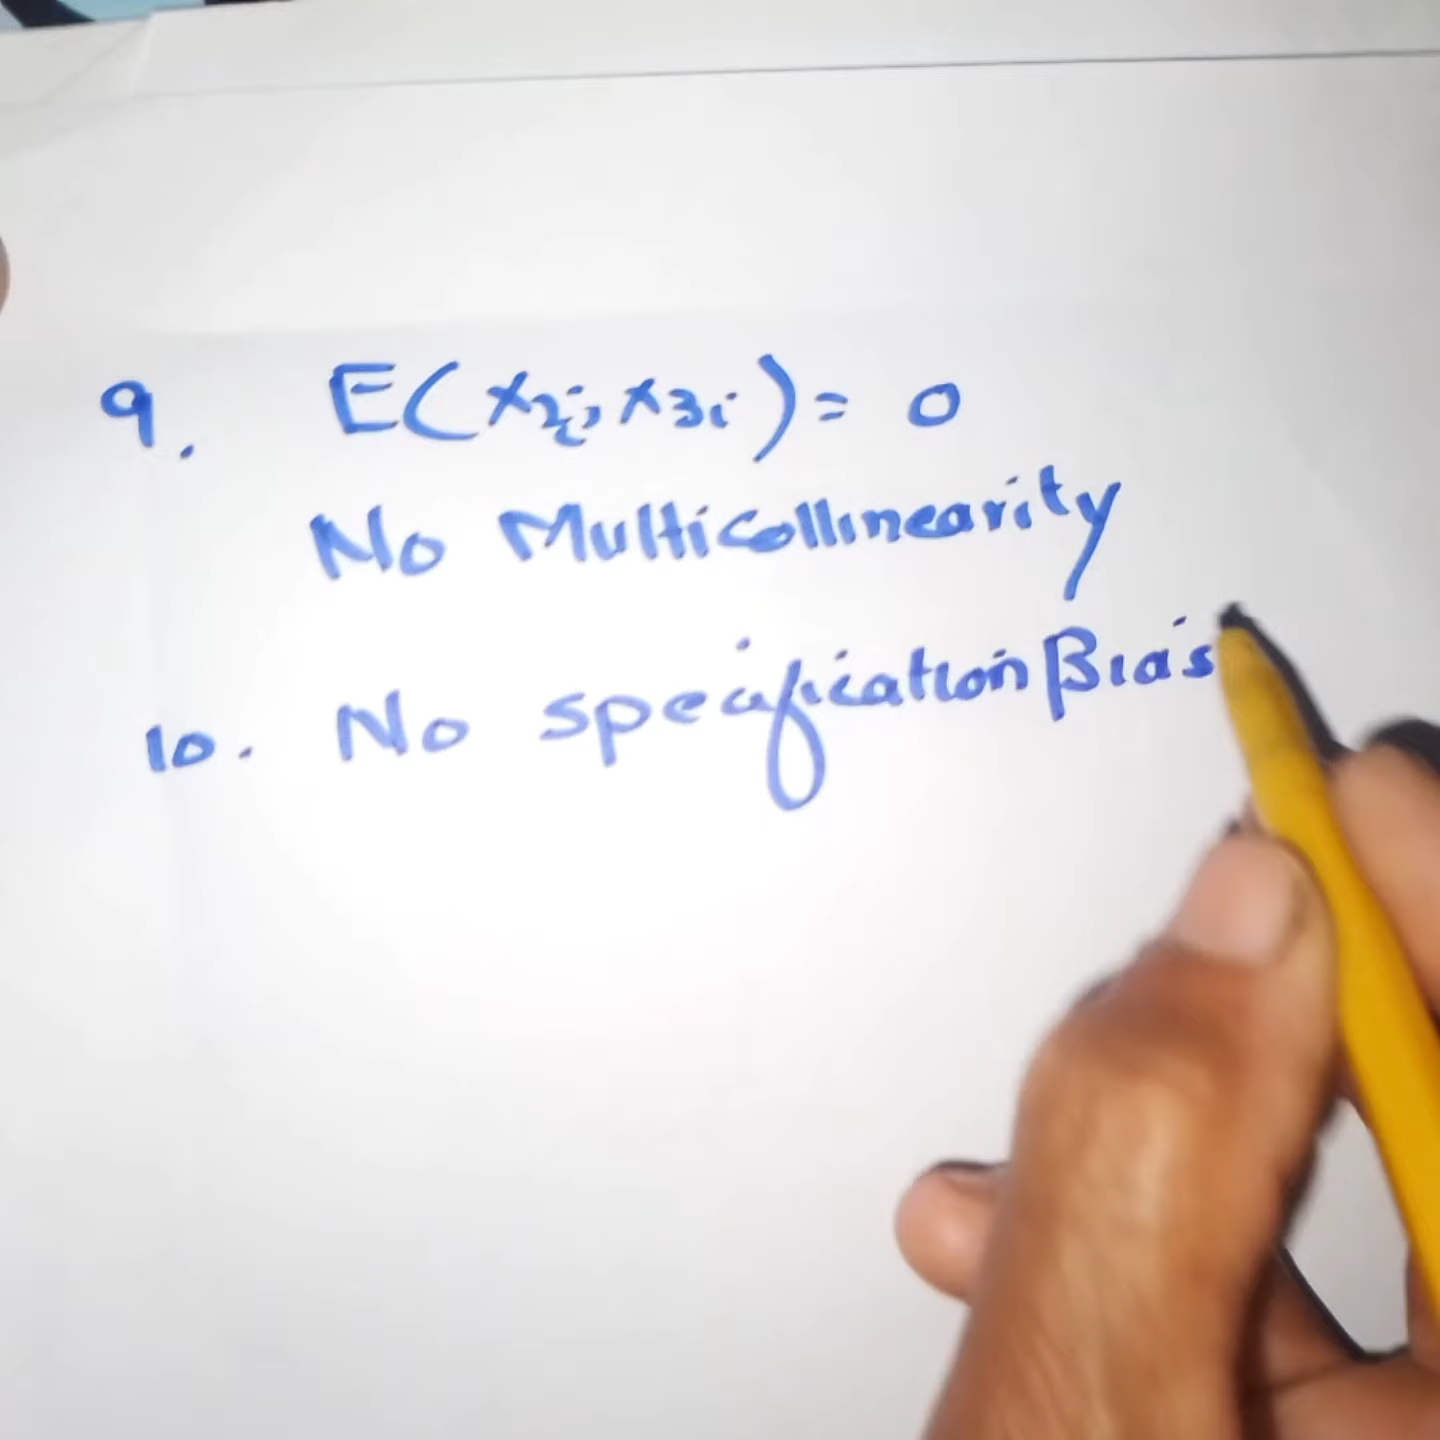 9. E(x2i, x3i) = 0
No Multicollinearity
10. No specification Bias